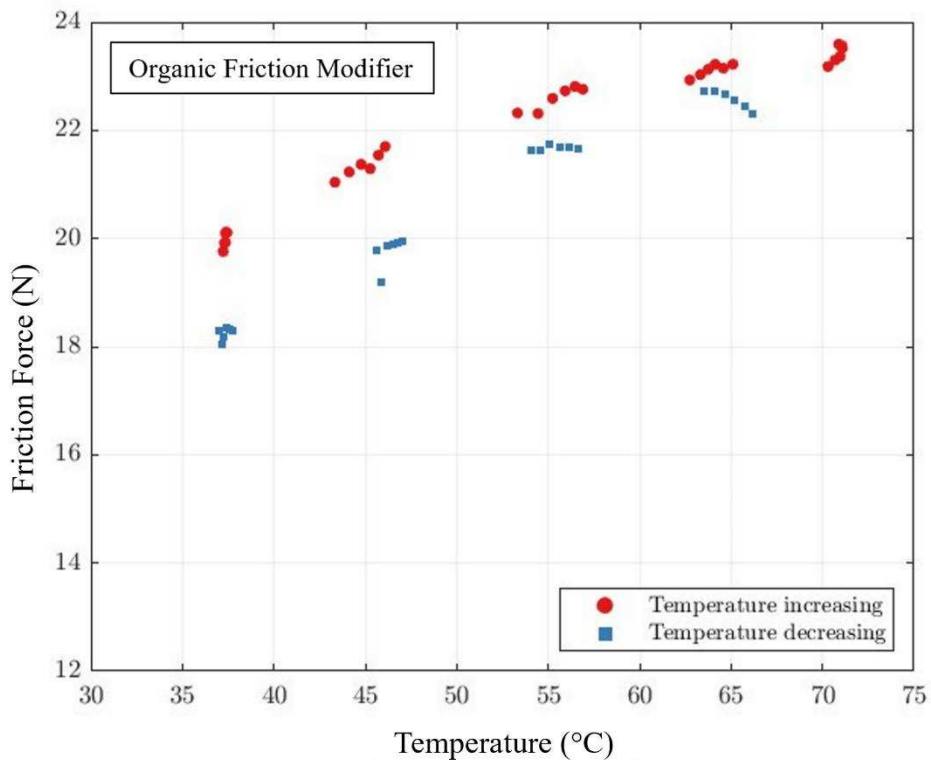 24
22
20
18
16
14
12
Friction Force (N)
Organic Friction Modifier
Temperature increasing
Temperature decreasing
30 35 40 45 50 55 60 65 70 75
Temperature (°C)